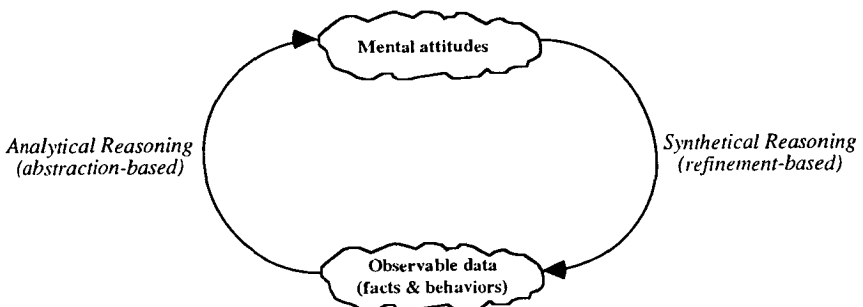 Mental attitudes
Analytical Reasoning
(abstraction-based)
Synthetical Reasoning
(refinement-based)
Observable data
(facts & behaviors)